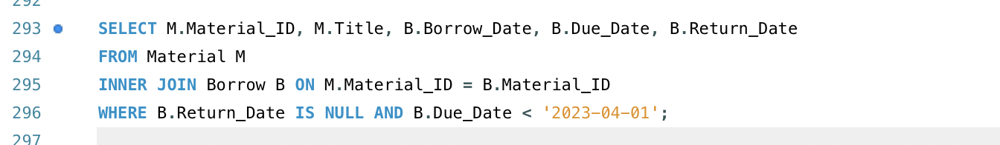 292
293 SELECT M.Material_ID, M.Title, B.Borrow_Date, B.Due_Date, B.Return_Date
294 FROM Material M
295 INNER JOIN Borrow B ON M.Material_ID = B.Material_ID
296 WHERE B.Return_Date IS NULL AND B.Due_Date < '2023-04-01';
297